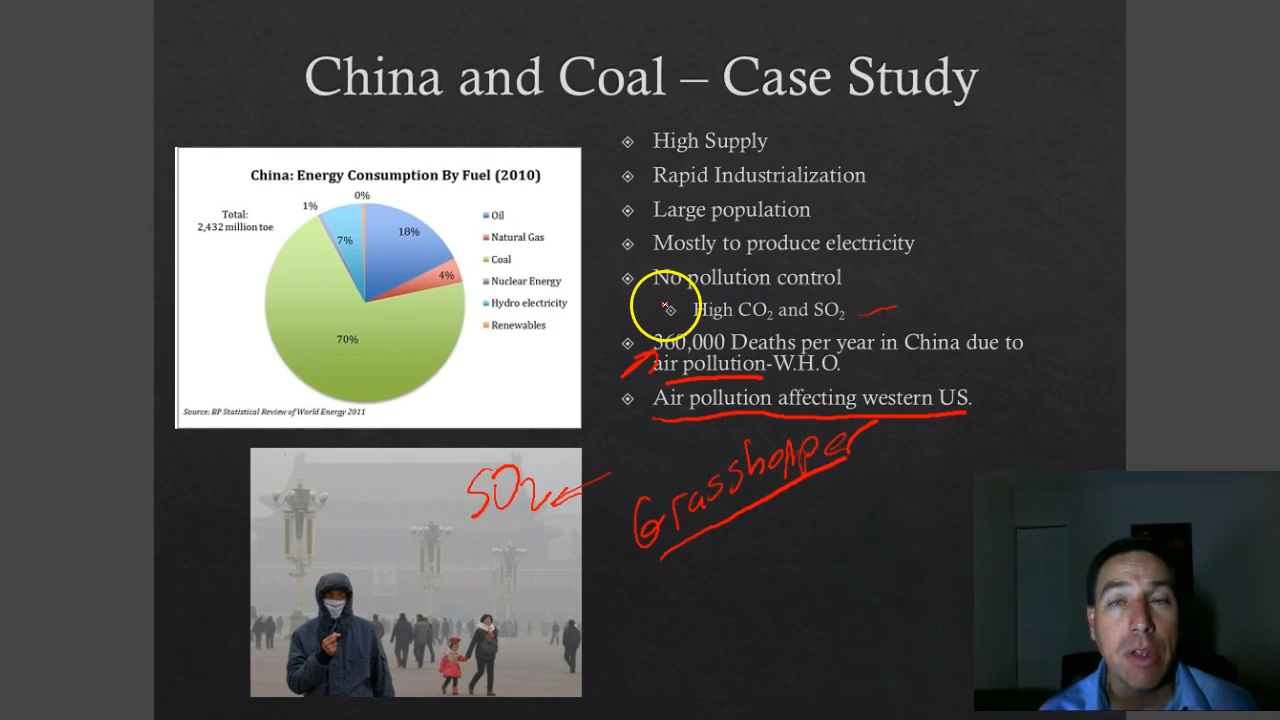 China and Coal – Case Study
China: Energy Consumption By Fuel (2010)
Total:
2,432 million toe
0%
1%
7%
18%
4%
70%
Oil
Natural Gas
Coal
Nuclear Energy
Hydro electricity
Renewables
Source: BP Statistical Review of World Energy 2011
High Supply
Rapid Industrialization
Large population
Mostly to produce electricity
No pollution control
High CO₂ and SO₂
360,000 Deaths per year in China due to
air pollution-W.H.O.
Air pollution affecting western US.
SO₂
Grasshopper